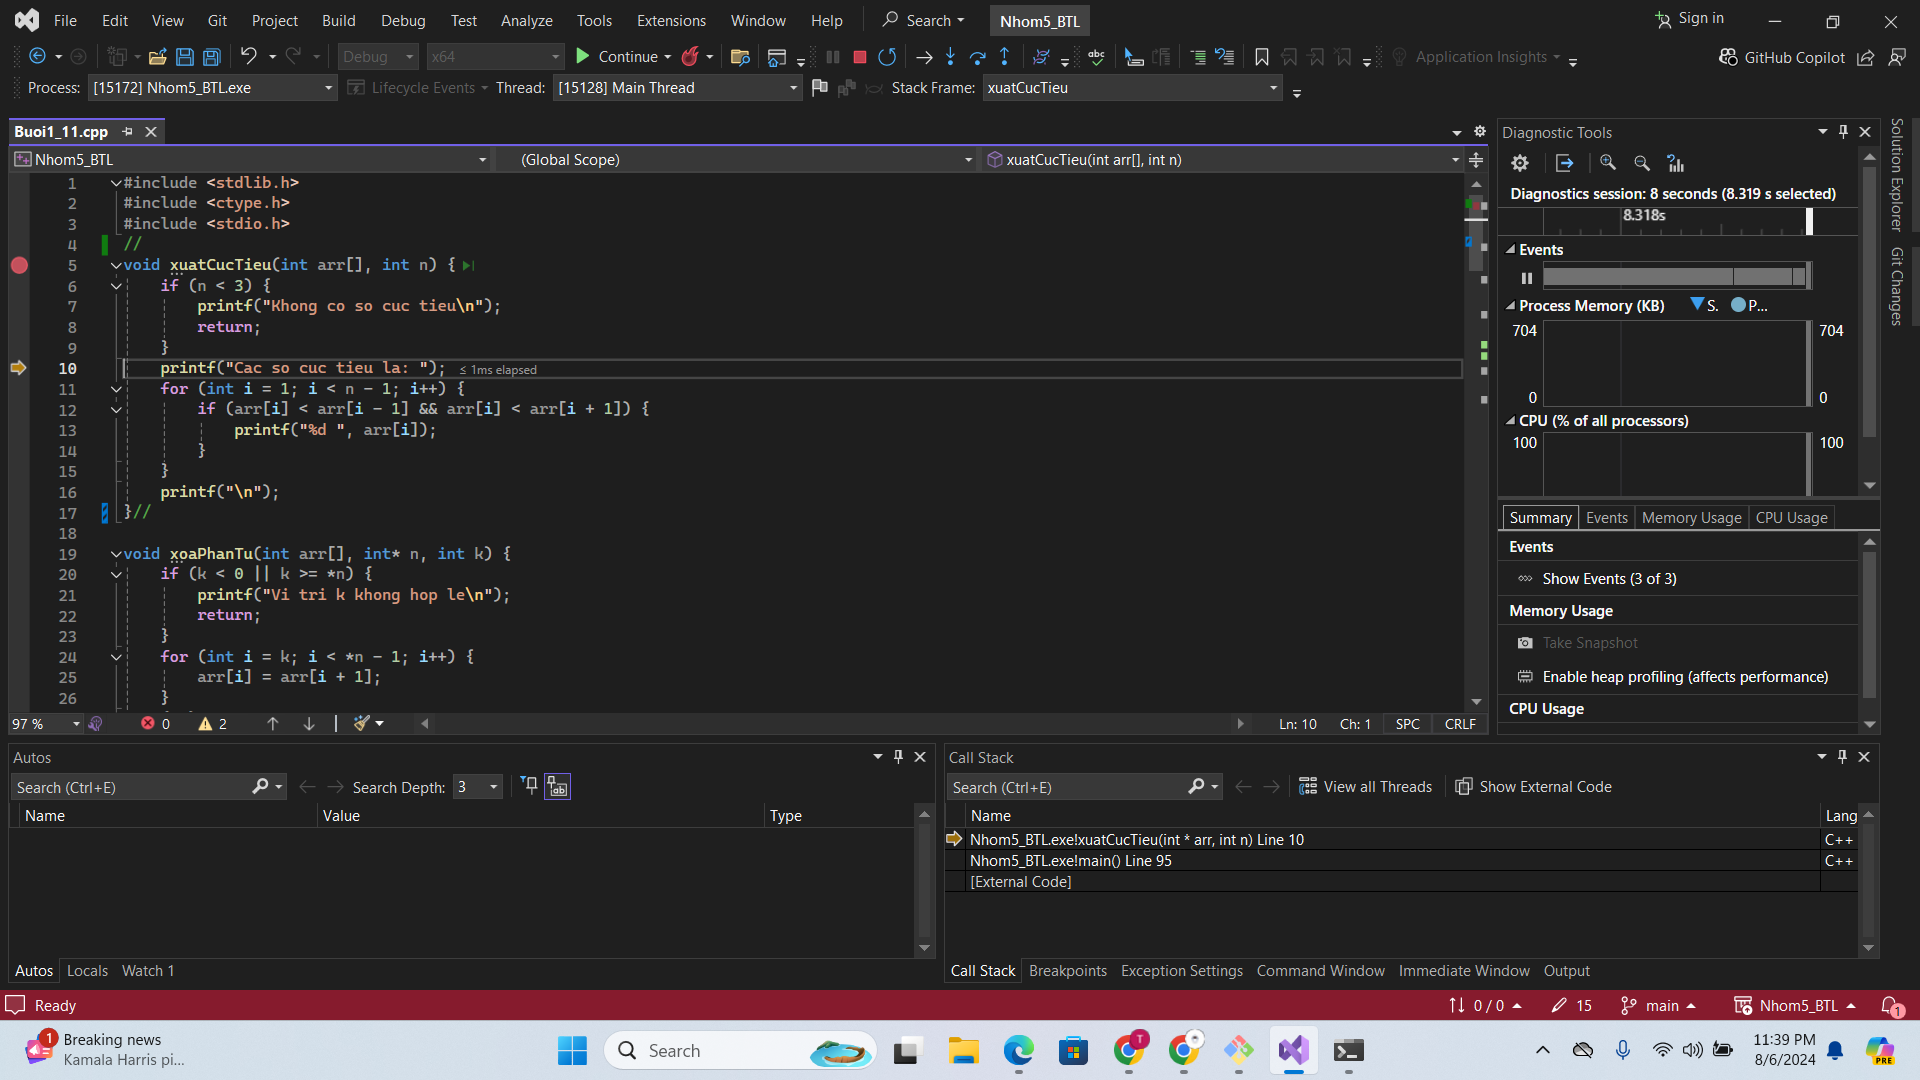 File Edit View Git Project Build Debug Test Analyze Tools Extensions Window Help Search Nhom5_BTL Sign in
Debug x64 Continue Application Insights GitHub Copilot
Process: [15172] Nhom5_BTL.exe Lifecycle Events Thread: [15128] Main Thread Stack Frame: xuatCucTieu
Buoi1_11.cpp
Nhom5_BTL (Global Scope) xuatCucTieu(int arr[], int n)
1 #include <stdlib.h>
2 #include <ctype.h>
3 #include <stdio.h>
4 //
5 void xuatCucTieu(int arr[], int n) {
6 if (n < 3) {
7 printf("Khong co so cuc tieu\n");
8 return;
9 }
10 printf("Cac so cuc tieu la: "); ≤ 1ms elapsed
11 for (int i = 1; i < n - 1; i++) {
12 if (arr[i] < arr[i - 1] && arr[i] < arr[i + 1]) {
13 printf("%d ", arr[i]);
14 }
15 }
16 printf("\n");
17 }//
18
19 void xoaPhanTu(int arr[], int* n, int k) {
20 if (k < 0 || k >= *n) {
21 printf("Vi tri k khong hop le\n");
22 return;
23 }
24 for (int i = k; i < *n - 1; i++) {
25 arr[i] = arr[i + 1];
26 }
97 % 0 2 Ln: 10 Ch: 1 SPC CRLF
Diagnostic Tools
Diagnostics session: 8 seconds (8.319 s selected)
8.318s
Events
Process Memory (KB) S. P...
704 704
0 0
CPU (% of all processors)
100 100
Summary Events Memory Usage CPU Usage
Events
Show Events (3 of 3)
Memory Usage
Take Snapshot
Enable heap profiling (affects performance)
CPU Usage
Solution Explorer
Git Changes
Autos
Search (Ctrl+E) Search Depth: 3
Name Value Type
Autos Locals Watch 1
Call Stack
Search (Ctrl+E) View all Threads Show External Code
Name Lang
Nhom5_BTL.exe!xuatCucTieu(int * arr, int n) Line 10 C++
Nhom5_BTL.exe!main() Line 95 C++
[External Code]
Call Stack Breakpoints Exception Settings Command Window Immediate Window Output
Ready 0 / 0 15 main Nhom5_BTL 1
1 Breaking news
Kamala Harris pi...
Search
T
11:39 PM
8/6/2024
PRE